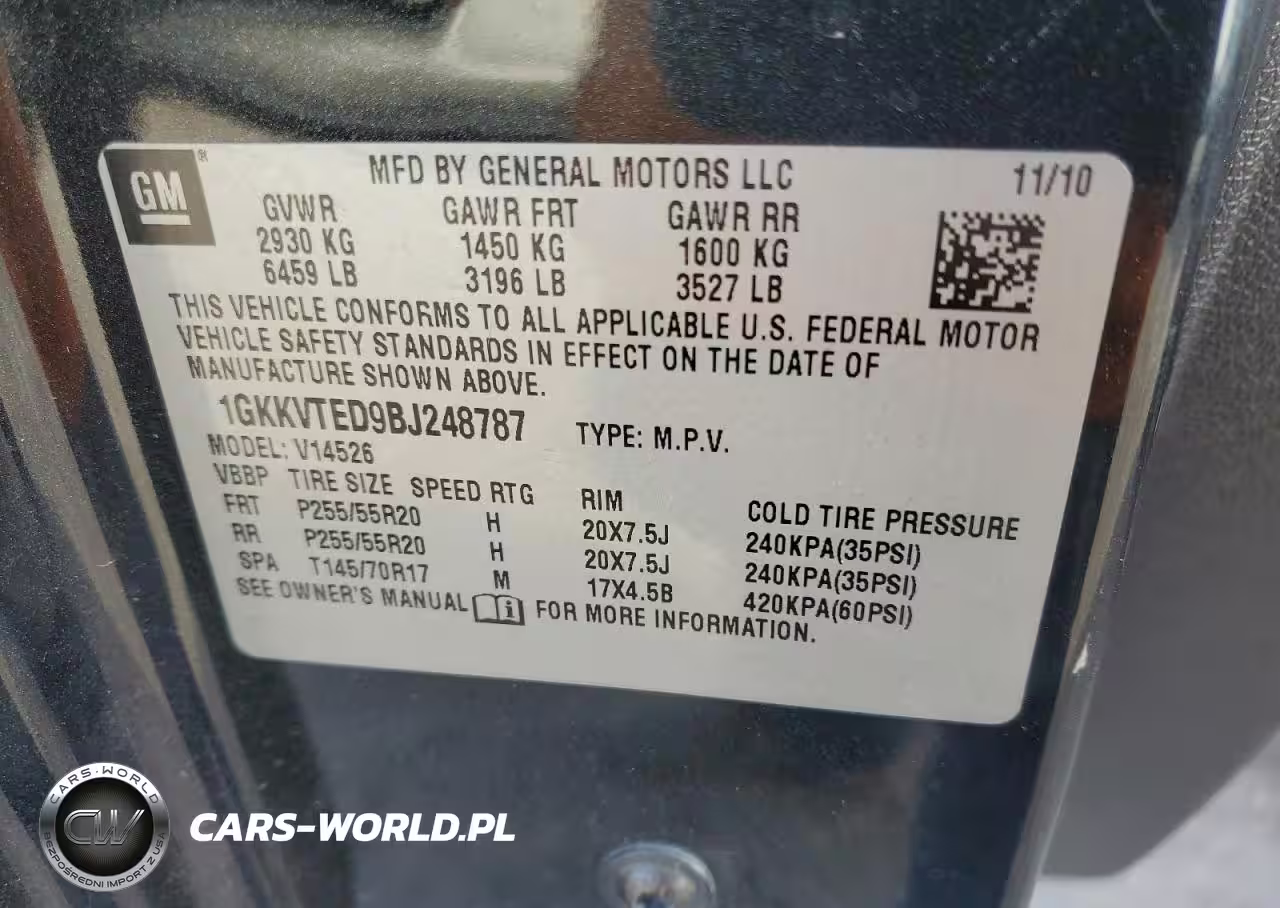 GM®
MFD BY GENERAL MOTORS LLC 11/10
GVWR GAWR FRT GAWR RR
2930 KG 1450 KG 1600 KG
6459 LB 3196 LB 3527 LB
THIS VEHICLE CONFORMS TO ALL APPLICABLE U.S. FEDERAL MOTOR
VEHICLE SAFETY STANDARDS IN EFFECT ON THE DATE OF
MANUFACTURE SHOWN ABOVE.
1GKKVTED9BJ248787 TYPE: M.P.V.
MODEL: V14526
VBBP TIRE SIZE SPEED RTG RIM COLD TIRE PRESSURE
FRT P255/55R20 H 20X7.5J 240KPA(35PSI)
RR P255/55R20 H 20X7.5J 240KPA(35PSI)
SPA T145/70R17 M 17X4.5B 420KPA(60PSI)
SEE OWNER'S MANUAL FOR MORE INFORMATION.
CARS-WORLD
CW
BEZPOŚREDNI IMPORT Z USA
CARS-WORLD.PL